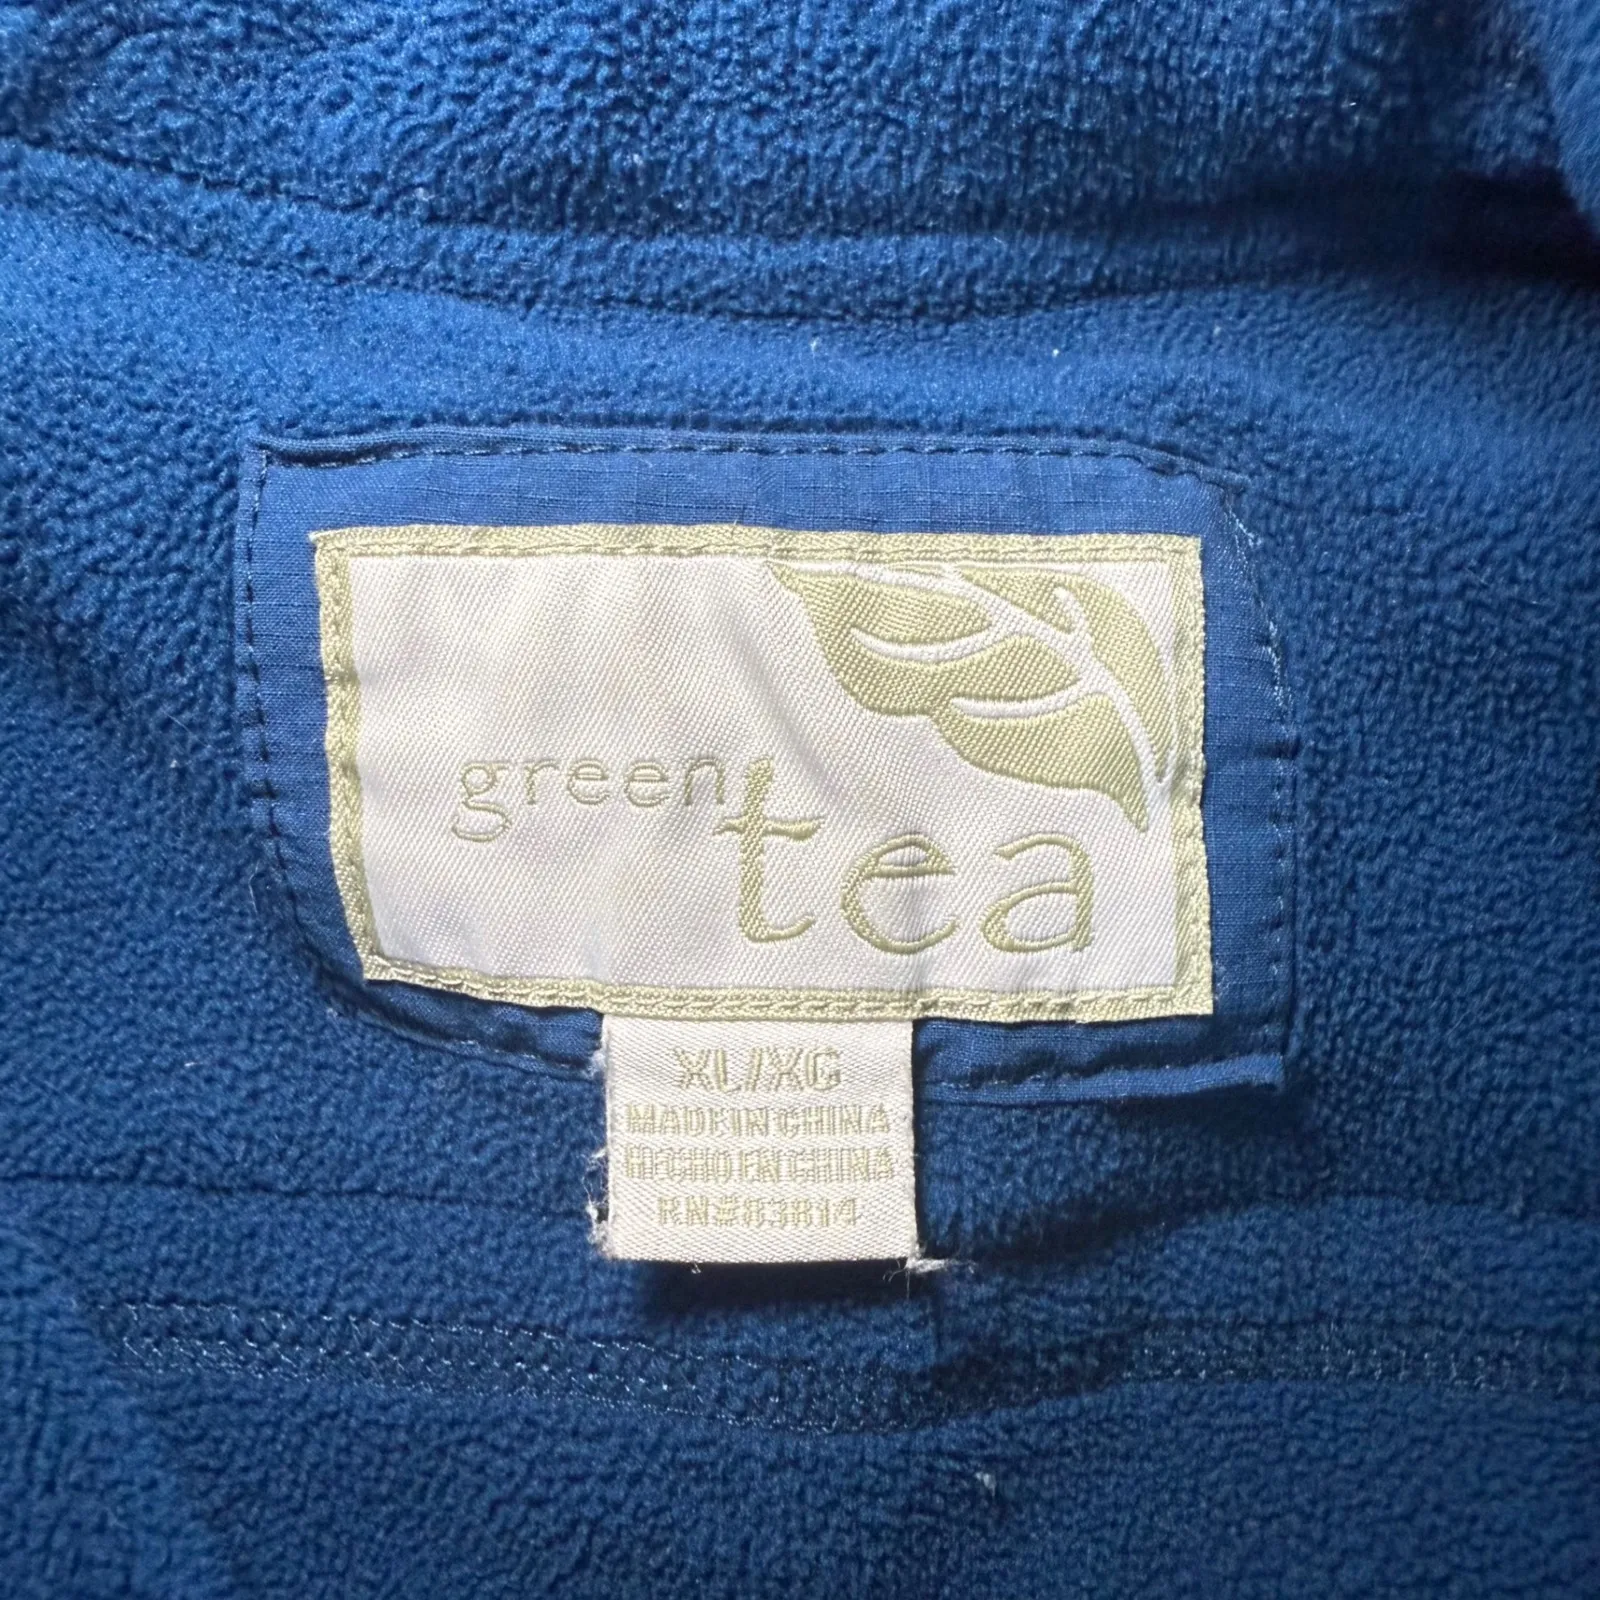 green tea
XL/XG
MADE IN CHINA
HECHO EN CHINA
RN#83814